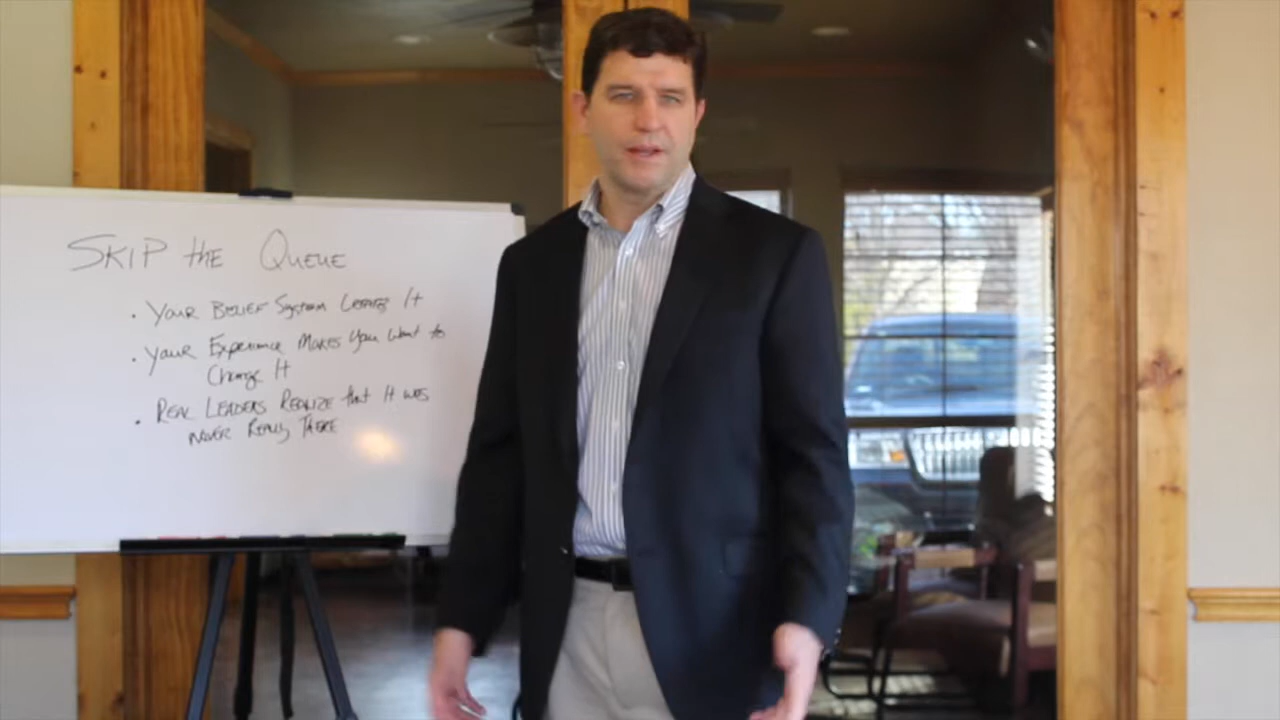 SKIP the QUEUE
• YOUR BELIEF SYSTEM CREATES It
• YOUR EXPERIENCE MAKES YOU WANT to
CHANGE It
• REAL LEADERS REALIZE that It WAS
NEVER REALLY THERE